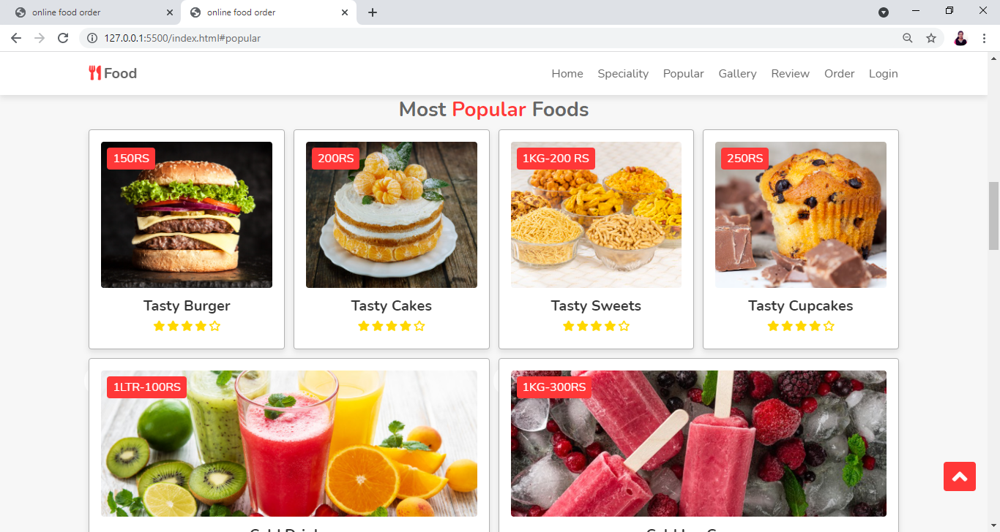 online food order
online food order
127.0.0.1:5500/index.html#popular
Food
Home Speciality Popular Gallery Review Order Login
Most Popular Foods
150RS
200RS
1KG-200 RS
250RS
Tasty Burger
Tasty Cakes
Tasty Sweets
Tasty Cupcakes
1LTR-100RS
1KG-300RS